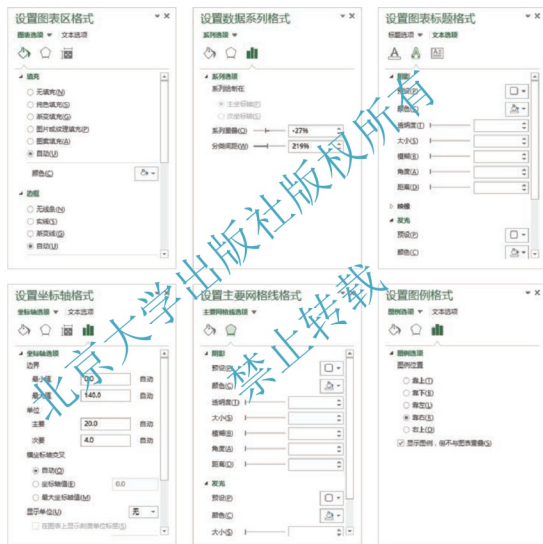 设置图表区格式
图表选项 文本选项
填充
无填充(N)
纯色填充(S)
渐变填充(G)
图片或纹理填充(P)
图案填充(A)
自动(U)
颜色(C)
边框
无线条(N)
实线(S)
渐变线(G)
自动(U)
设置数据系列格式
系列选项
系列选项
系列绘制在
主坐标轴(P)
次坐标轴(S)
系列重叠(O) -27%
分类间距(W) 219%
设置图表标题格式
标题选项 文本选项
阴影
预设(P)
颜色(C)
透明度(T)
大小(S)
模糊(B)
角度(A)
距离(D)
映像
发光
预设(P)
颜色(C)
设置坐标轴格式
坐标轴选项 文本选项
坐标轴选项
边界
最小值 0.0 自动
最大值 140.0 自动
单位
主要 20.0 自动
次要 4.0 自动
横坐标轴交叉
自动(O)
坐标轴值(E) 0.0
最大坐标轴值(M)
显示单位(U) 无
在图表上显示刻度单位标签(S)
设置主要网格线格式
主要网格线选项
阴影
预设(P)
颜色(C)
透明度(T)
大小(S)
模糊(B)
角度(A)
距离(D)
发光
预设(P)
颜色(C)
大小(S)
设置图例格式
图例选项 文本选项
图例选项
图例位置
靠上(T)
靠下(B)
靠左(L)
靠右(R)
右上(O)
显示图例，但不与图表重叠(S)
北京大学出版社版权所有
禁止转载